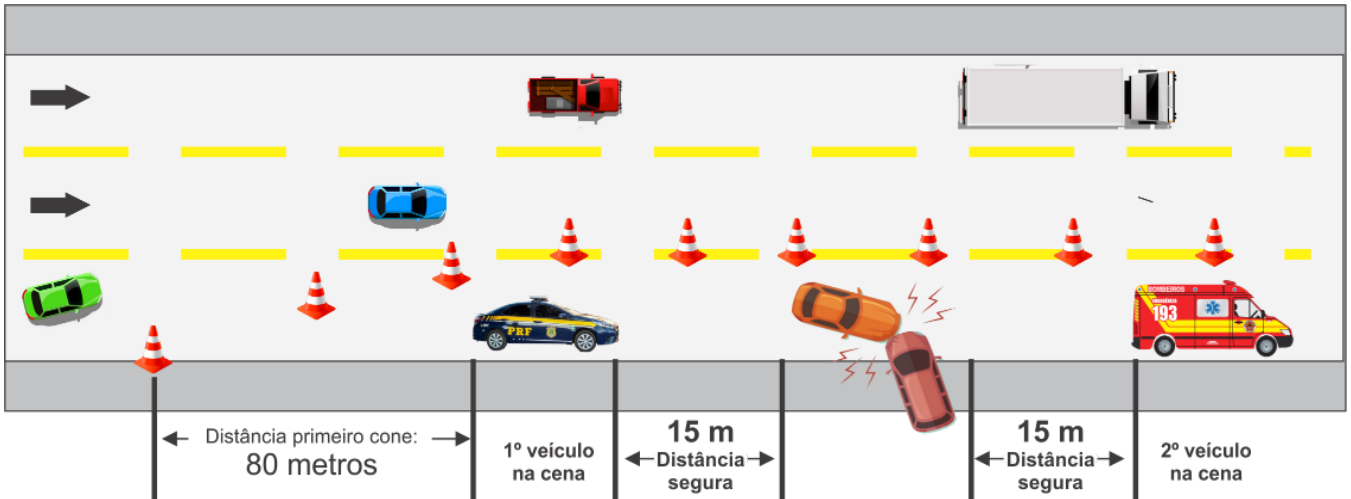 PRF
BOMBEIROS
EMERGÊNCIA
193
Distância primeiro cone:
80 metros
1º veículo
na cena
15 m
Distância
segura
15 m
Distância
segura
2º veículo
na cena